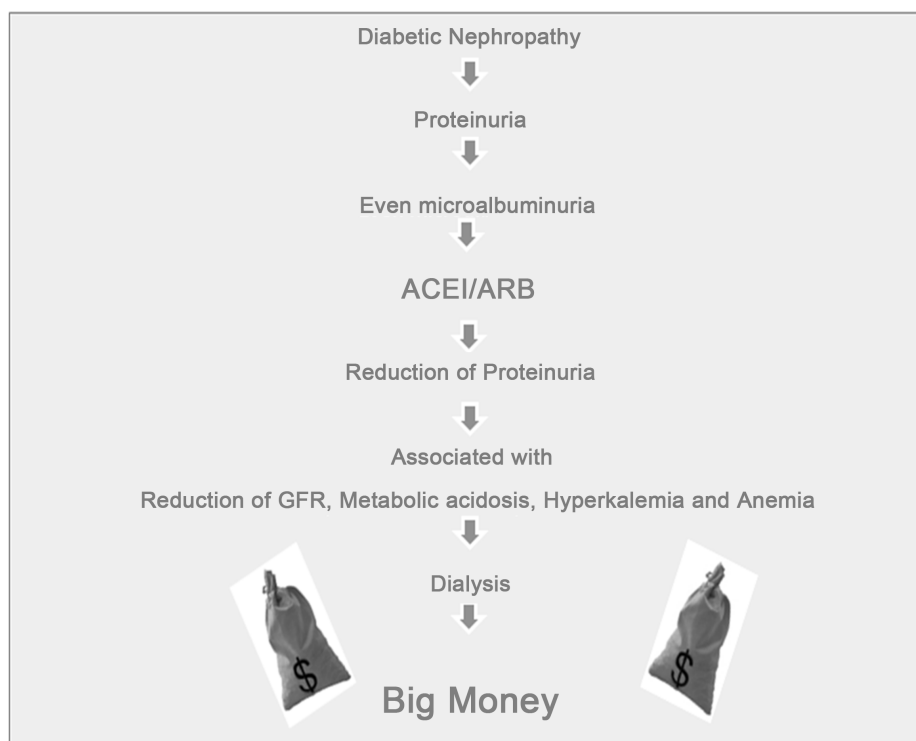 Diabetic Nephropathy
Proteinuria
Even microalbuminuria
ACEI/ARB
Reduction of Proteinuria
Associated with
Reduction of GFR, Metabolic acidosis, Hyperkalemia and Anemia
Dialysis
$
$
Big Money